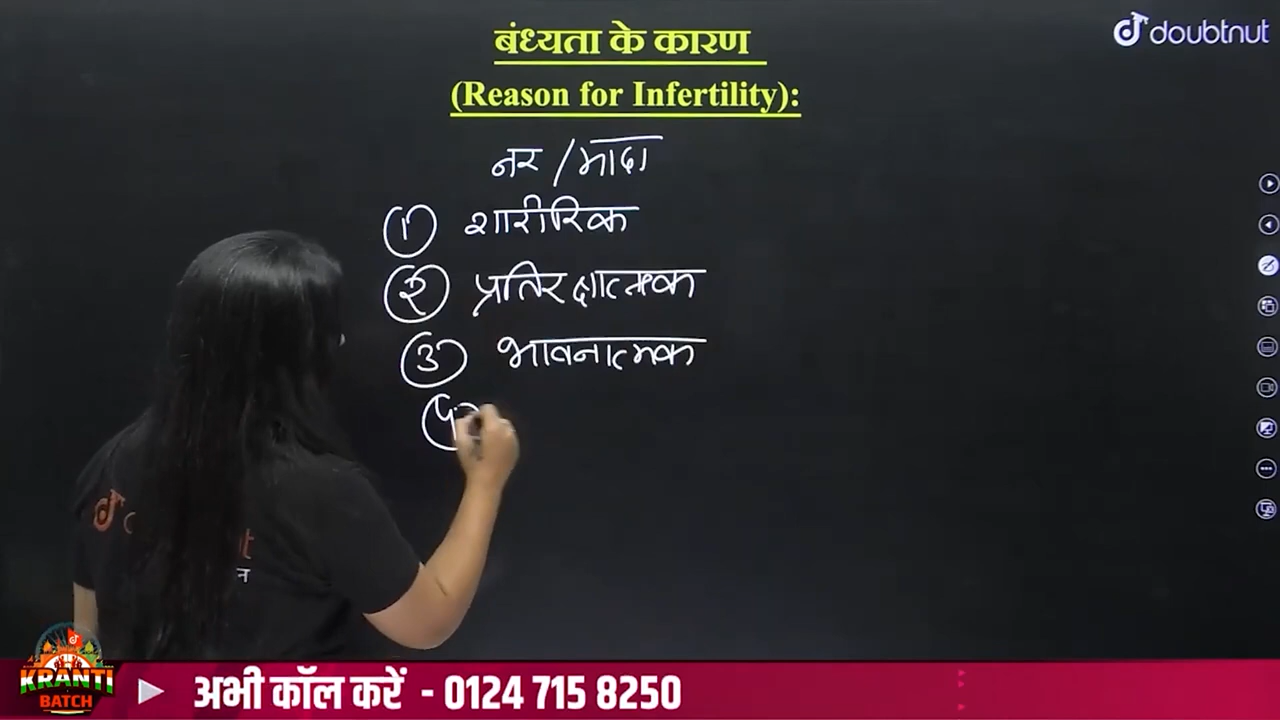 बंध्यता के कारण
doubtnut
(Reason for Infertility):
नर / मादा
① शारीरिक
② प्रतिरक्षात्मक
③ भावनात्मक
KRANTI
BATCH
अभी कॉल करें - 0124 715 8250